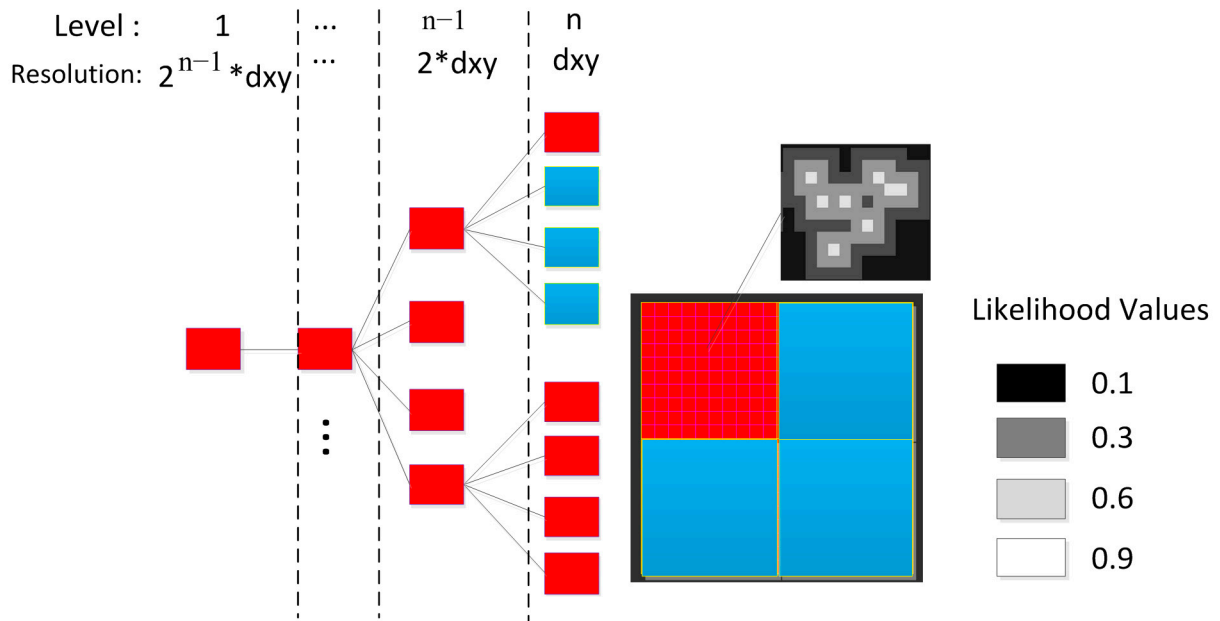 Level : 1 ... n−1 n
Resolution: 2^{n−1} *dxy ... 2*dxy dxy
Likelihood Values
0.1
0.3
0.6
0.9